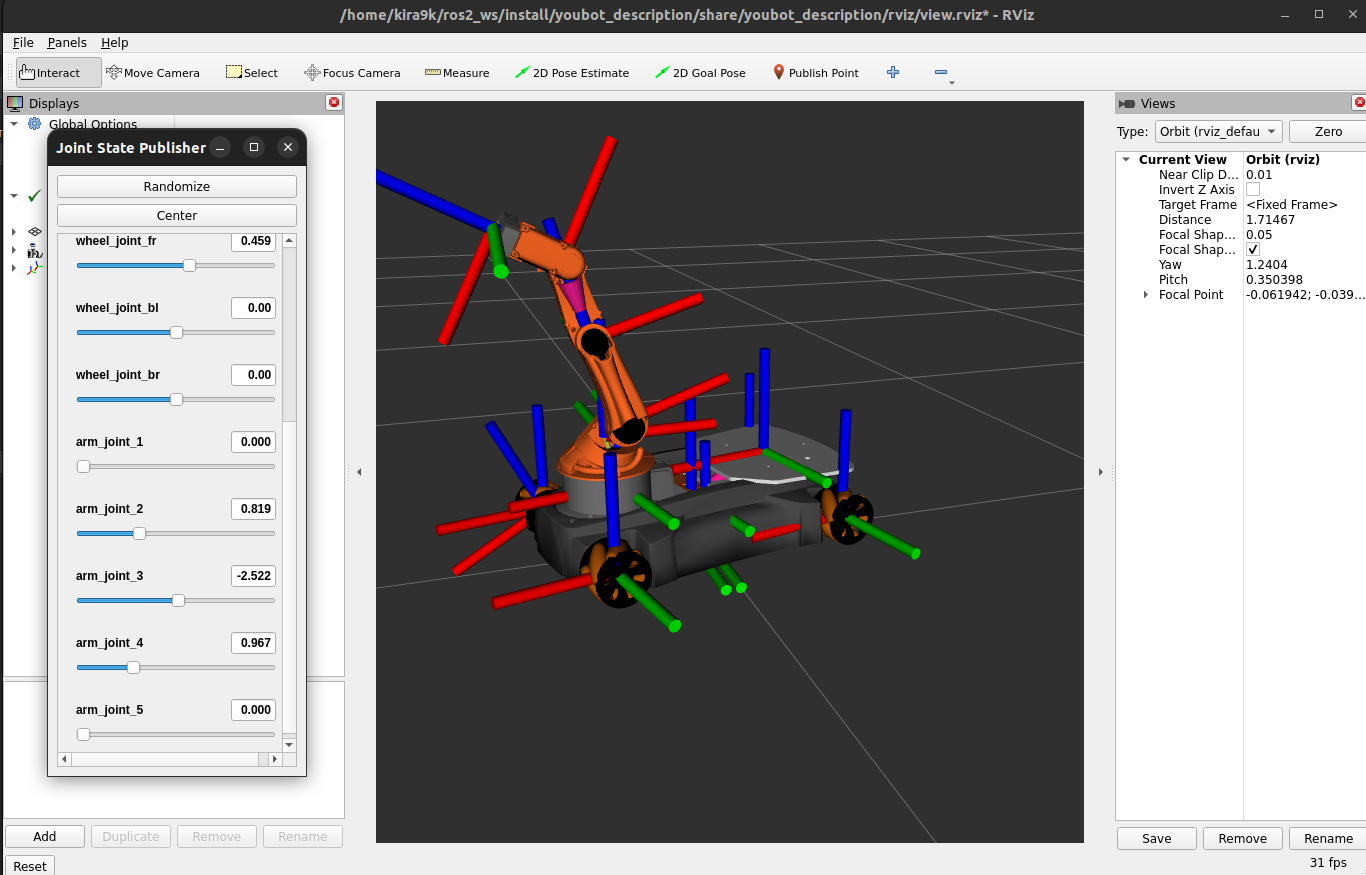 /home/kira9k/ros2_ws/install/youbot_description/share/youbot_description/rviz/view.rviz* - RViz
File Panels Help
Interact Move Camera Select Focus Camera Measure 2D Pose Estimate 2D Goal Pose Publish Point
Displays
Global Options
Joint State Publisher
Randomize
Center
wheel_joint_fr 0.459
wheel_joint_bl 0.00
wheel_joint_br 0.00
arm_joint_1 0.000
arm_joint_2 0.819
arm_joint_3 -2.522
arm_joint_4 0.967
arm_joint_5 0.000
Add Duplicate Remove Rename
Reset
Views
Type: Orbit (rviz_defau Zero
Current View Orbit (rviz)
Near Clip D... 0.01
Invert Z Axis
Target Frame <Fixed Frame>
Distance 1.71467
Focal Shap... 0.05
Focal Shap...
Yaw 1.2404
Pitch 0.350398
Focal Point -0.061942; -0.039...
Save Remove Rename
31 fps